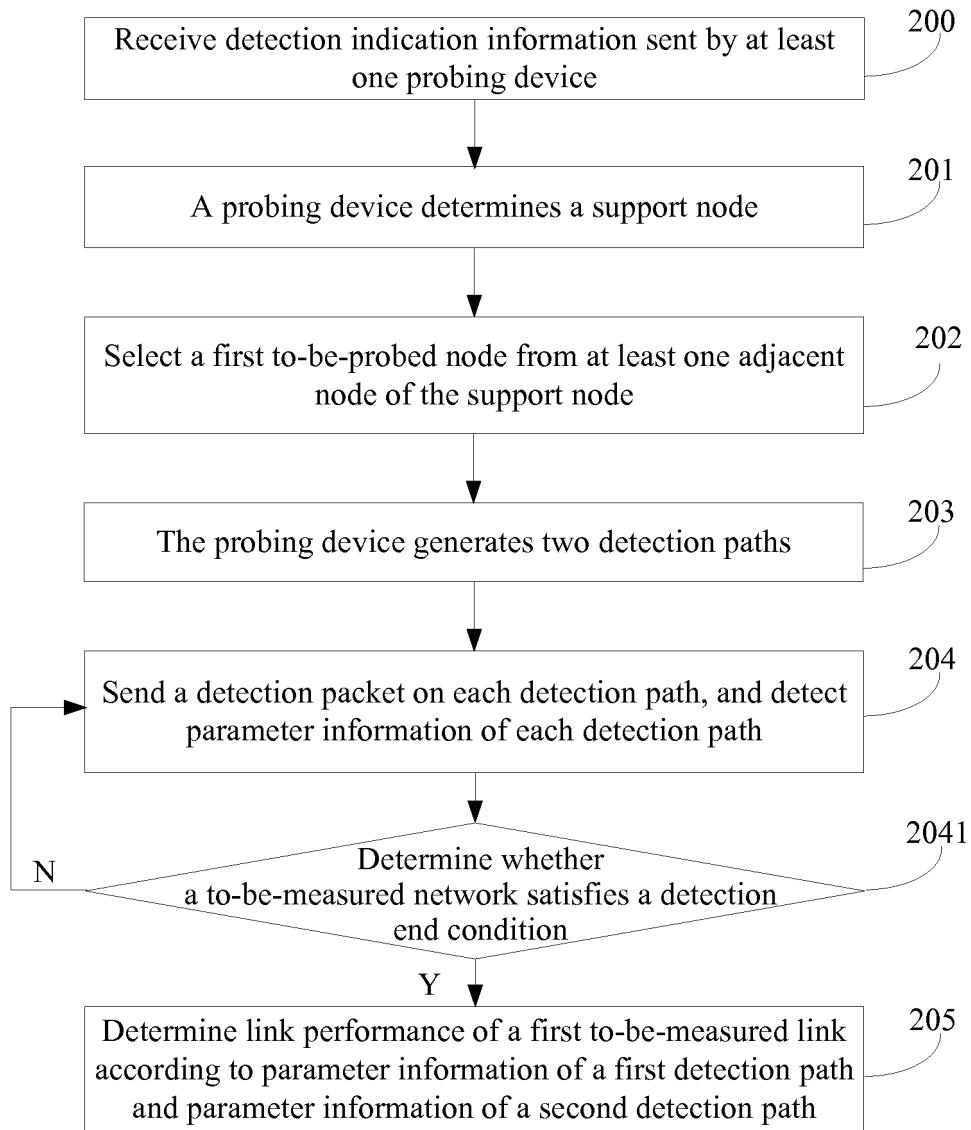 200
Receive detection indication information sent by at least
one probing device
201
A probing device determines a support node
202
Select a first to-be-probed node from at least one adjacent
node of the support node
203
The probing device generates two detection paths
204
Send a detection packet on each detection path, and detect
parameter information of each detection path
2041
Determine whether
a to-be-measured network satisfies a detection
end condition
N
Y
205
Determine link performance of a first to-be-measured link
according to parameter information of a first detection path
and parameter information of a second detection path